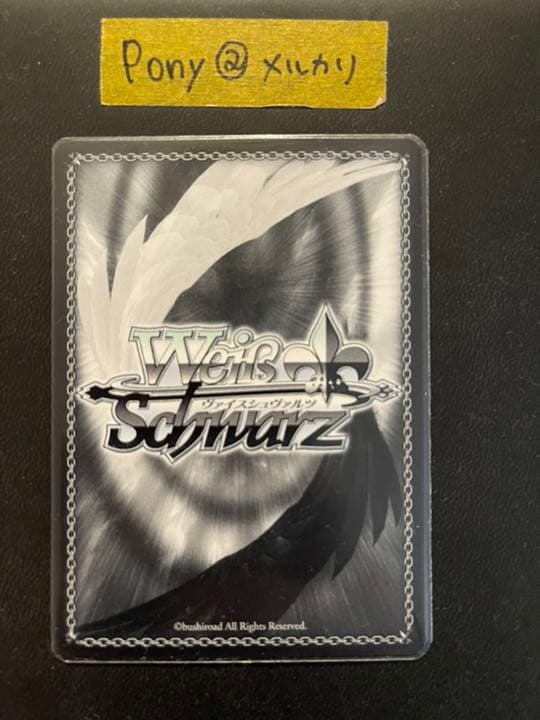 Pony@メルカリ
Weiß
ヴァイスシュヴァルツ
Schwarz
©bushiroad All Rights Reserved.